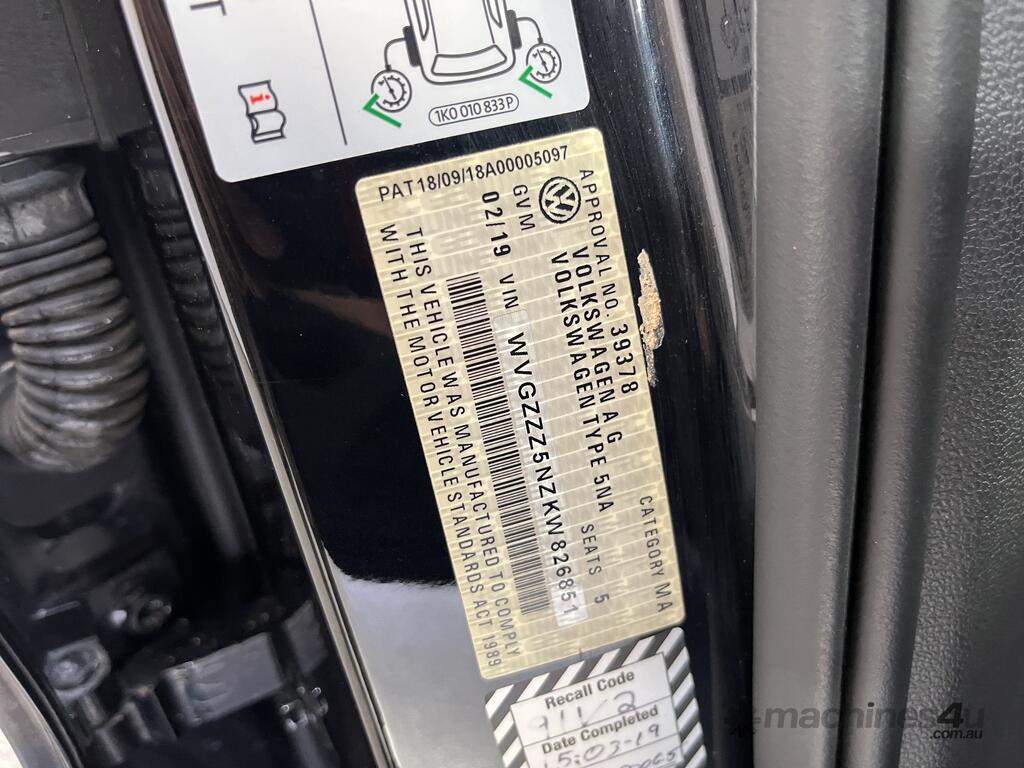 T
i
1K0 010 833 P
PAT18/09/18A00005097
APPROVAL NO. 39378
VOLKSWAGEN AG
VOLKSWAGEN TYPE 5NA SEATS 5
CATEGORY MA
GVM
02/19 VIN WVGZZZ5NZKW826851
THIS VEHICLE WAS MANUFACTURED TO COMPLY
WITH THE MOTOR VEHICLE STANDARDS ACT 1989
Recall Code
Date Completed
15-03-19
machines4u
.com.au